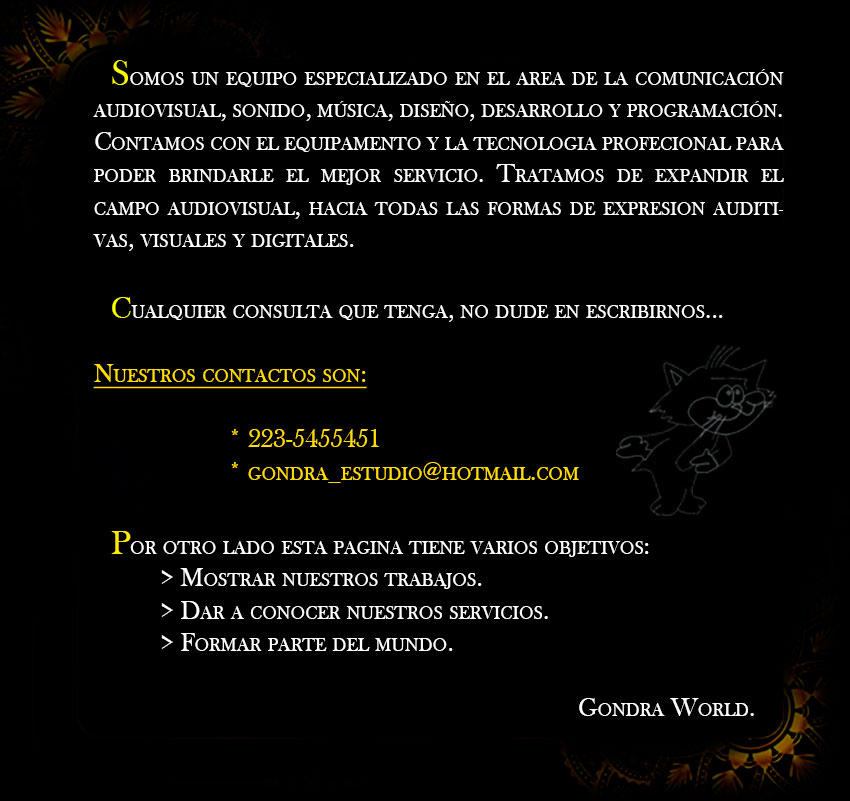 Somos un equipo especializado en el area de la comunicación
audiovisual, sonido, música, diseño, desarrollo y programación.
Contamos con el equipamento y la tecnologia profecional para
poder brindarle el mejor servicio. Tratamos de expandir el
campo audiovisual, hacia todas las formas de expresion auditi-
vas, visuales y digitales.
Cualquier consulta que tenga, no dude en escribirnos...
Nuestros contactos son:
* 223-5455451
* gondra_estudio@hotmail.com
Por otro lado esta pagina tiene varios objetivos:
> Mostrar nuestros trabajos.
> Dar a conocer nuestros servicios.
> Formar parte del mundo.
Gondra World.